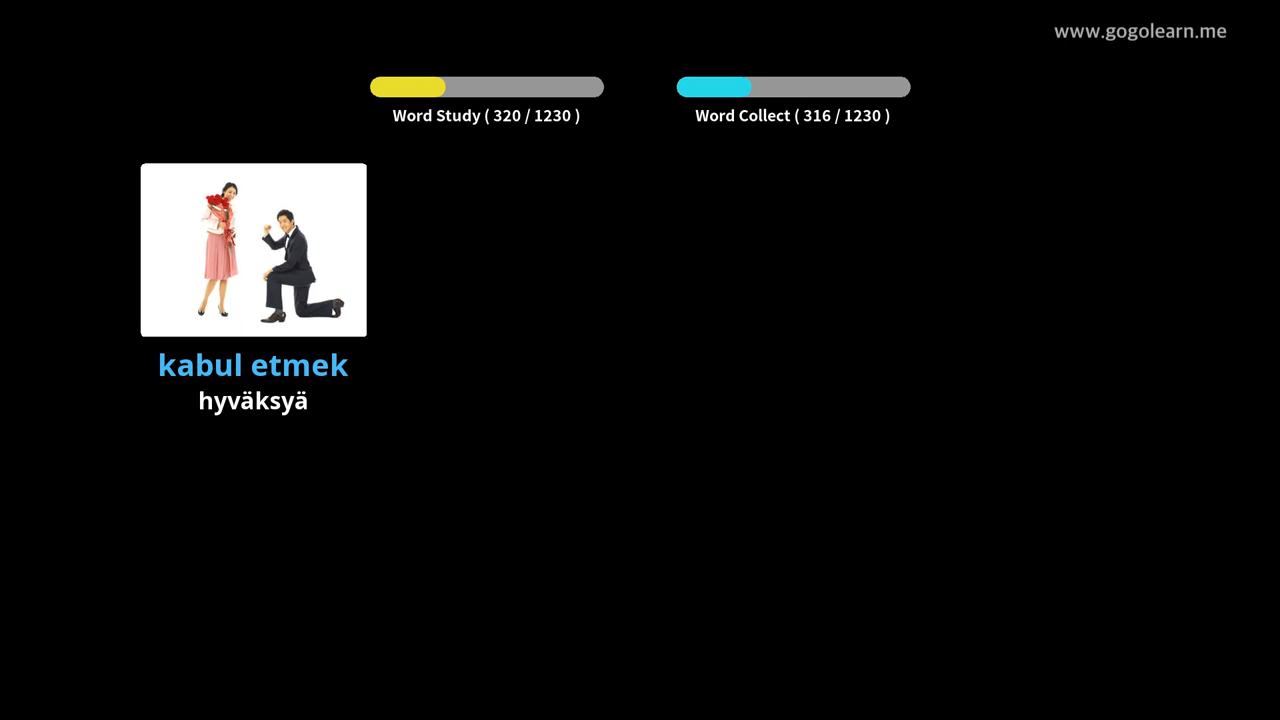 www.gogolearn.me
Word Study ( 320 / 1230 )
Word Collect ( 316 / 1230 )
kabul etmek
hyväksyä